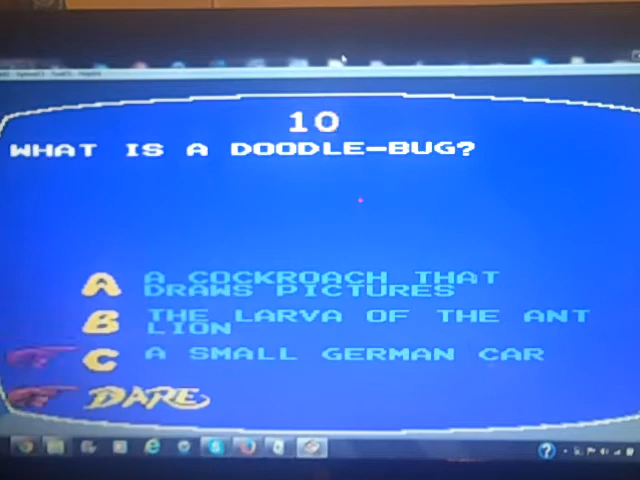 10
WHAT IS A DOODLE-BUG?
A A COCKROACH THAT
DRAWS PICTURES
B THE LARVA OF THE ANT
LION
C A SMALL GERMAN CAR
DARE